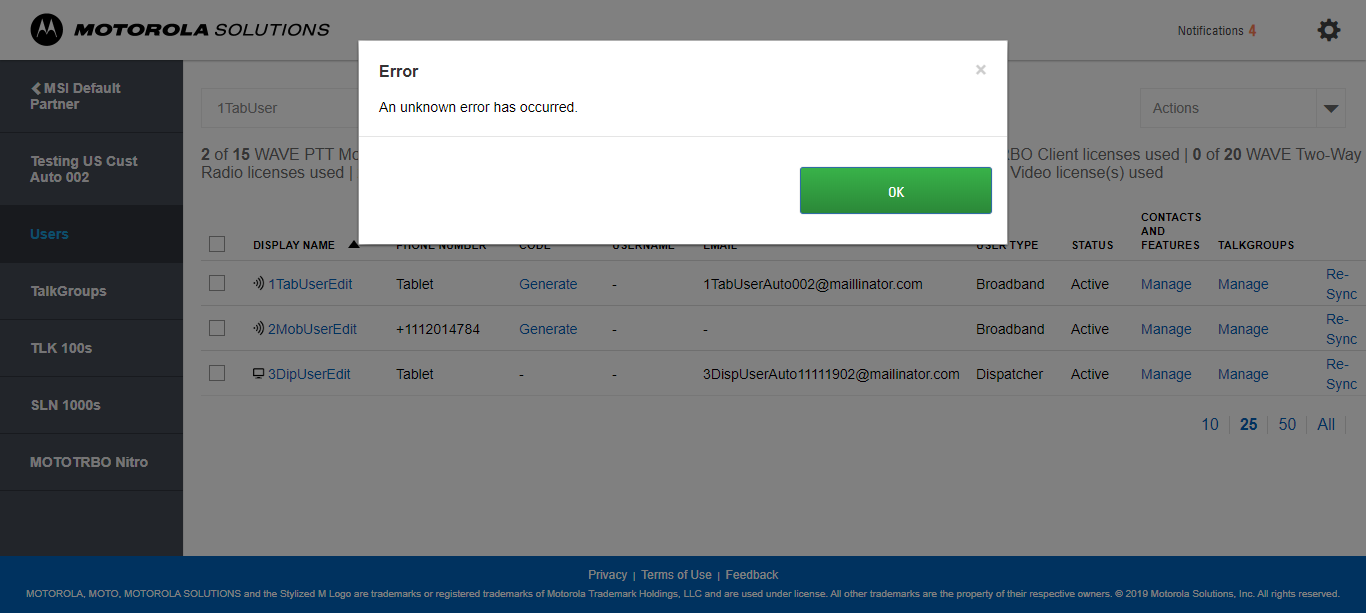 MOTOROLA SOLUTIONS
Notifications 4
MSI Default
Partner
Testing US Cust
Auto 002
Users
TalkGroups
TLK 100s
SLN 1000s
MOTOTRBO Nitro
Error
×
An unknown error has occurred.
OK
1TabUser
Actions
2 of 15 WAVE PTT
Client licenses used | 0 of 20 WAVE Two-Way
Radio licenses used |
Video license(s) used
DISPLAY NAME PHONE NUMBER CODE USERNAME EMAIL USER TYPE STATUS CONTACTS AND FEATURES TALKGROUPS
1TabUserEdit Tablet Generate - 1TabUserAuto002@maillinator.com Broadband Active Manage Manage Re-
Sync
2MobUserEdit +1112014784 Generate - - Broadband Active Manage Manage Re-
Sync
3DipUserEdit Tablet - - 3DispUserAuto11111902@mailinator.com Dispatcher Active Manage Manage Re-
Sync
10 25 50 All
Privacy | Terms of Use | Feedback
MOTOROLA, MOTO, MOTOROLA SOLUTIONS and the Stylized M Logo are trademarks or registered trademarks of Motorola Trademark Holdings, LLC and are used under license. All other trademarks are the property of their respective owners. © 2019 Motorola Solutions, Inc. All rights reserved.